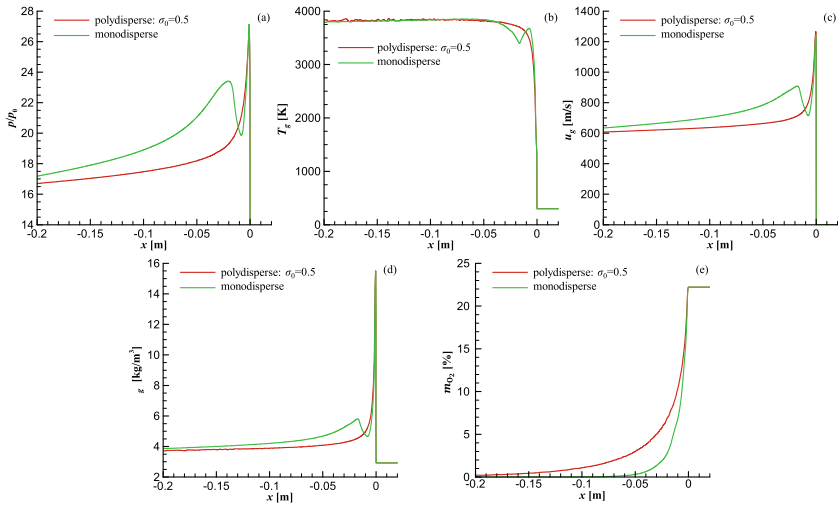 (a)
polydisperse: σ0=0.5
monodisperse
p/p0
28
26
24
22
20
18
16
14
-0.2
-0.15
-0.1
-0.05
0
x [m]
(b)
polydisperse: σ0=0.5
monodisperse
Tg [K]
4000
3000
2000
1000
0
-0.2
-0.15
-0.1
-0.05
0
x [m]
(c)
polydisperse: σ0=0.5
monodisperse
ug [m/s]
1400
1200
1000
800
600
400
200
0
-0.2
-0.15
-0.1
-0.05
0
x [m]
(d)
polydisperse: σ0=0.5
monodisperse
g [kg/m³]
16
14
12
10
8
6
4
2
-0.2
-0.15
-0.1
-0.05
0
x [m]
(e)
polydisperse: σ0=0.5
monodisperse
mO2 [%]
25
20
15
10
5
0
-0.2
-0.15
-0.1
-0.05
0
x [m]